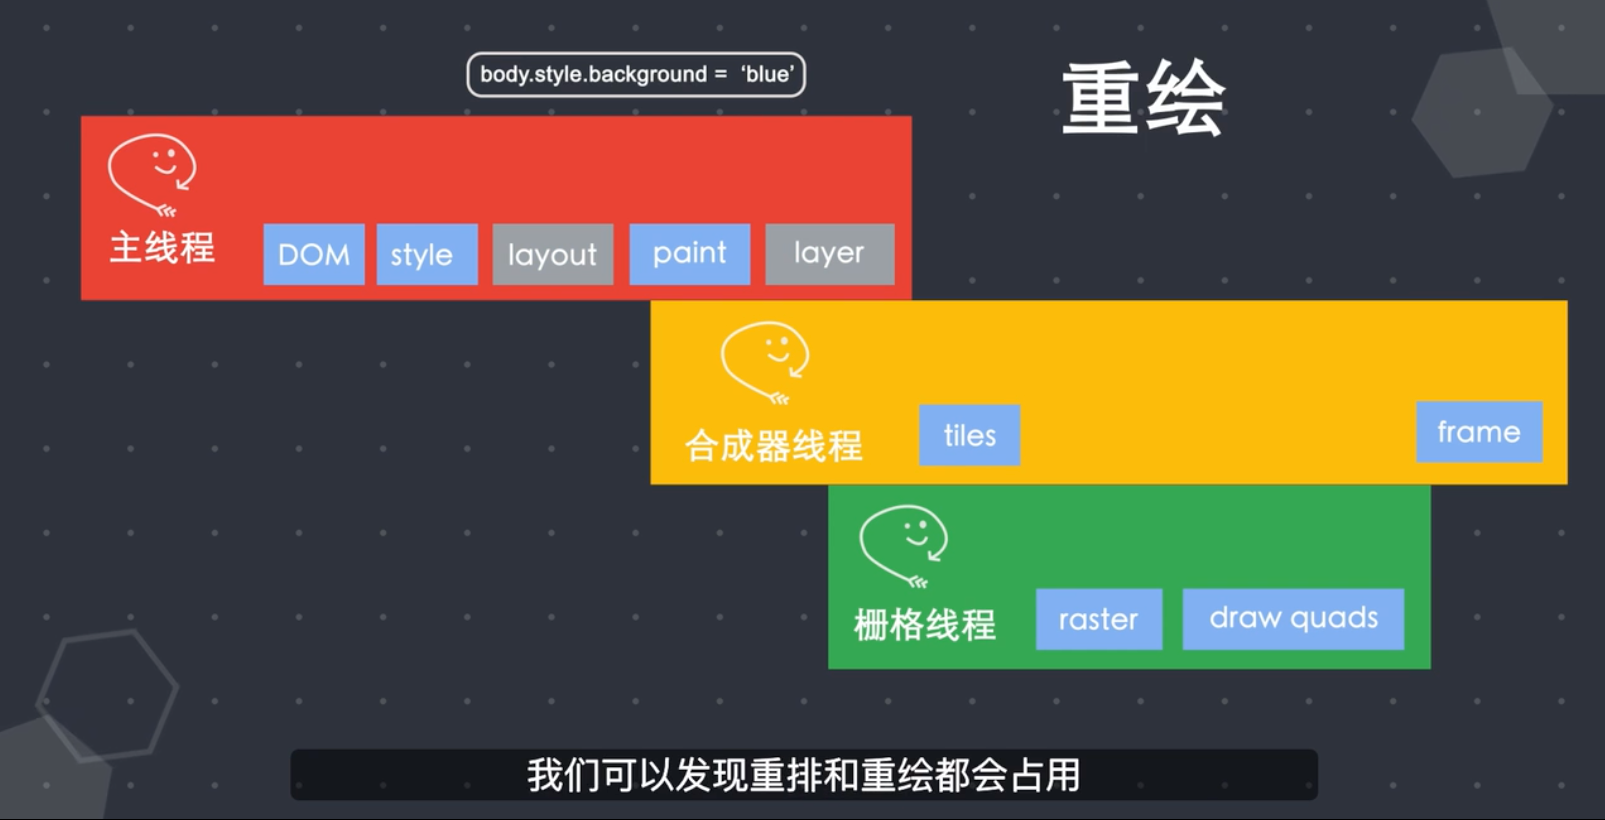 body.style.background = ‘blue’
重绘
主线程
DOM
style
layout
paint
layer
合成器线程
tiles
frame
栅格线程
raster
draw quads
我们可以发现重排和重绘都会占用